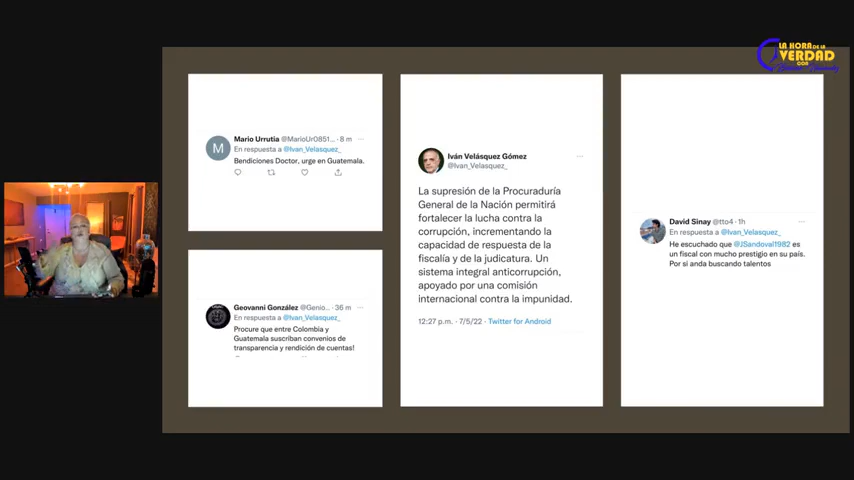 LA HORA DE LA
VERDAD
CON
Mario Urrutia @MarioUr0851... · 8 m
En respuesta a @Ivan_Velasquez_
Bendiciones Doctor, urge en Guatemala.
Geovanni González @Genio... · 36 m
En respuesta a @Ivan_Velasquez_
Procure que entre Colombia y
Guatemala suscriban convenios de
transparencia y rendición de cuentas!
Iván Velásquez Gómez
@Ivan_Velasquez_
La supresión de la Procuraduría
General de la Nación permitirá
fortalecer la lucha contra la
corrupción, incrementando la
capacidad de respuesta de la
fiscalía y de la judicatura. Un
sistema integral anticorrupción,
apoyado por una comisión
internacional contra la impunidad.
12:27 p.m. · 7/5/22 · Twitter for Android
David Sinay @tto4 · 1h
En respuesta a @Ivan_Velasquez_
He escuchado que @JSandoval1982 es
un fiscal con mucho prestigio en su país.
Por si anda buscando talentos